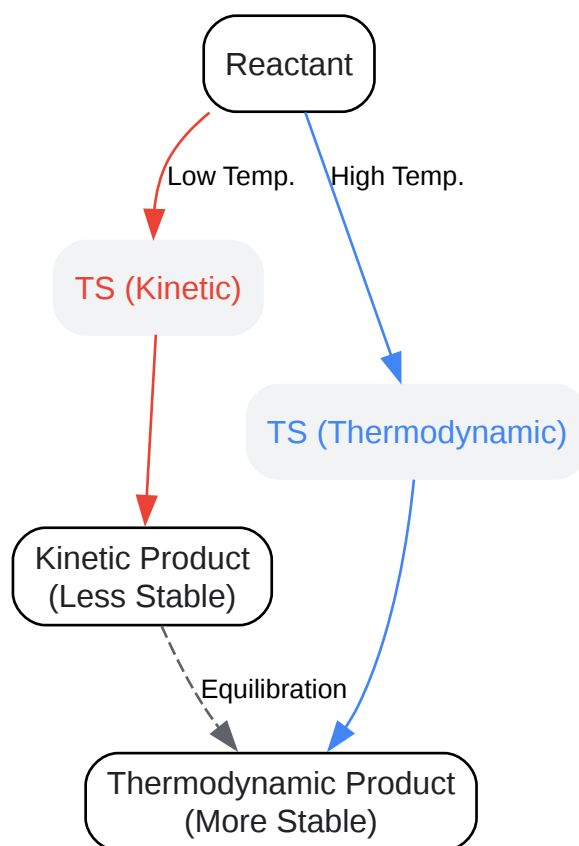 Reactant
Low Temp.
High Temp.
TS (Kinetic)
TS (Thermodynamic)
Kinetic Product
(Less Stable)
Equilibration
Thermodynamic Product
(More Stable)